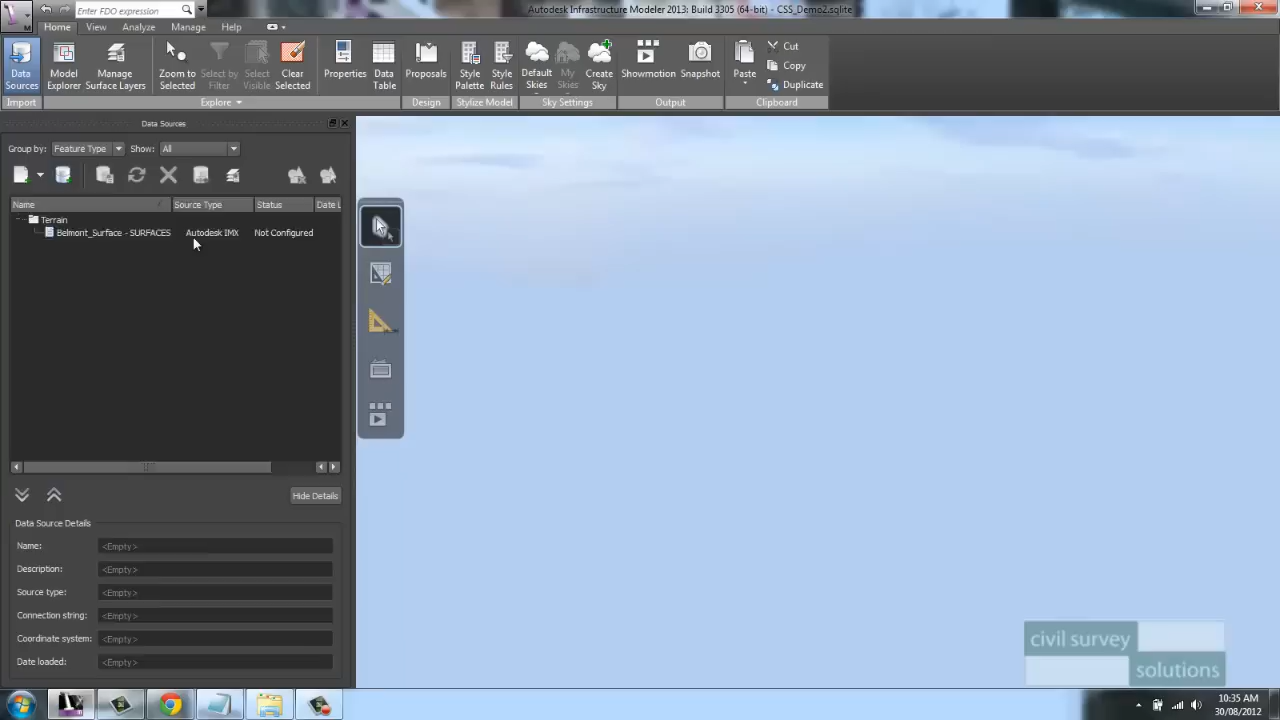 Enter FDO expression
Autodesk Infrastructure Modeler 2013: Build 3305 (64-bit) - CSS_Demo2.sqlite
Home View Analyze Manage Help
Data Sources
Model Explorer
Manage Surface Layers
Zoom to Selected
Select by Filter
Select Visible
Clear Selected
Properties
Data Table
Proposals
Style Palette
Style Rules
Default Skies
My Skies
Create Sky
Showmotion
Snapshot
Paste
Cut
Copy
Duplicate
Import Explore Design Stylize Model Sky Settings Output Clipboard
Data Sources
Group by: Feature Type Show: All
Name Source Type Status Date L
Terrain
Belmont_Surface - SURFACES Autodesk IMX Not Configured
Hide Details
Data Source Details
Name: <Empty>
Description: <Empty>
Source type: <Empty>
Connection string: <Empty>
Coordinate system: <Empty>
Date loaded: <Empty>
civil survey
solutions
10:35 AM
30/08/2012